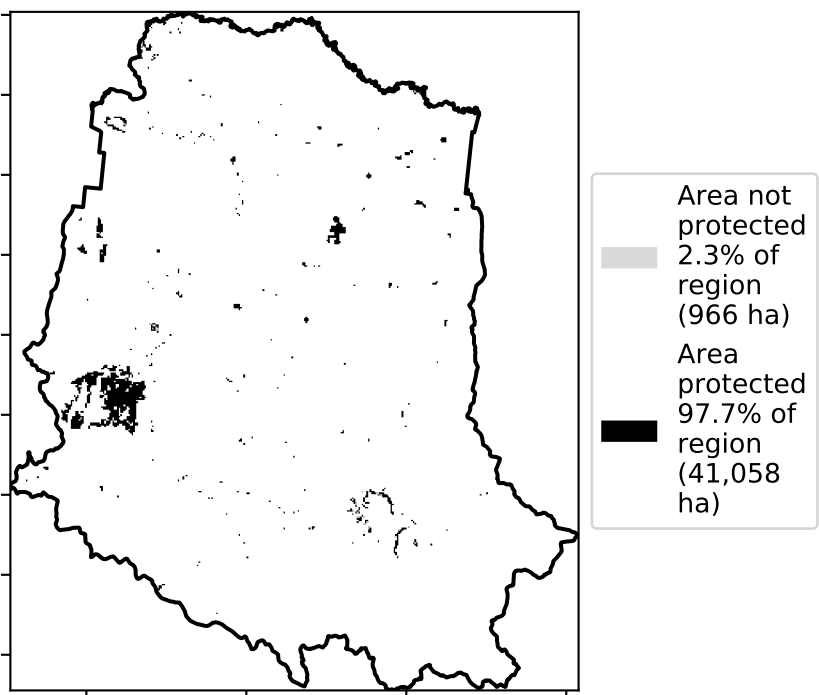 Area not
protected
2.3% of
region
(966 ha)
Area
protected
97.7% of
region
(41,058
ha)